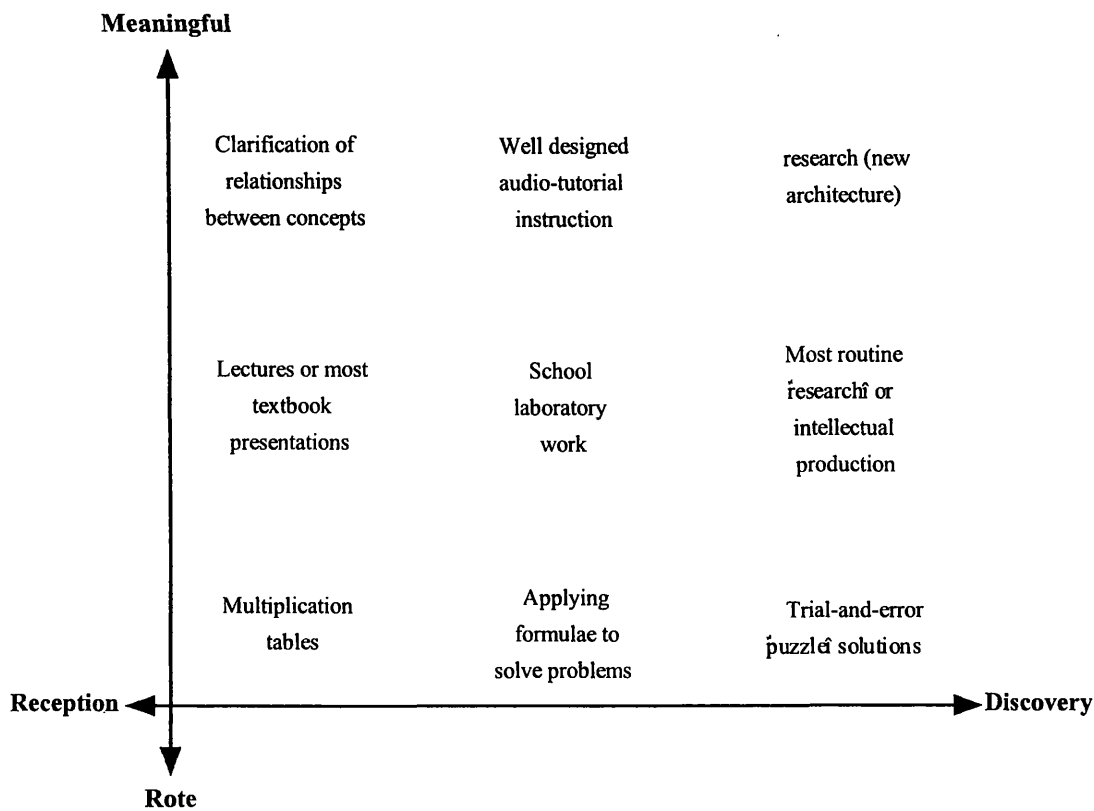 Meaningful
Clarification of
relationships
between concepts
Well designed
audio-tutorial
instruction
research (new
architecture)
Lectures or most
textbook
presentations
School
laboratory
work
Most routine
ìresearchî or
intellectual
production
Multiplication
tables
Applying
formulae to
solve problems
Trial-and-error
ìpuzzleî solutions
Reception
Discovery
Rote